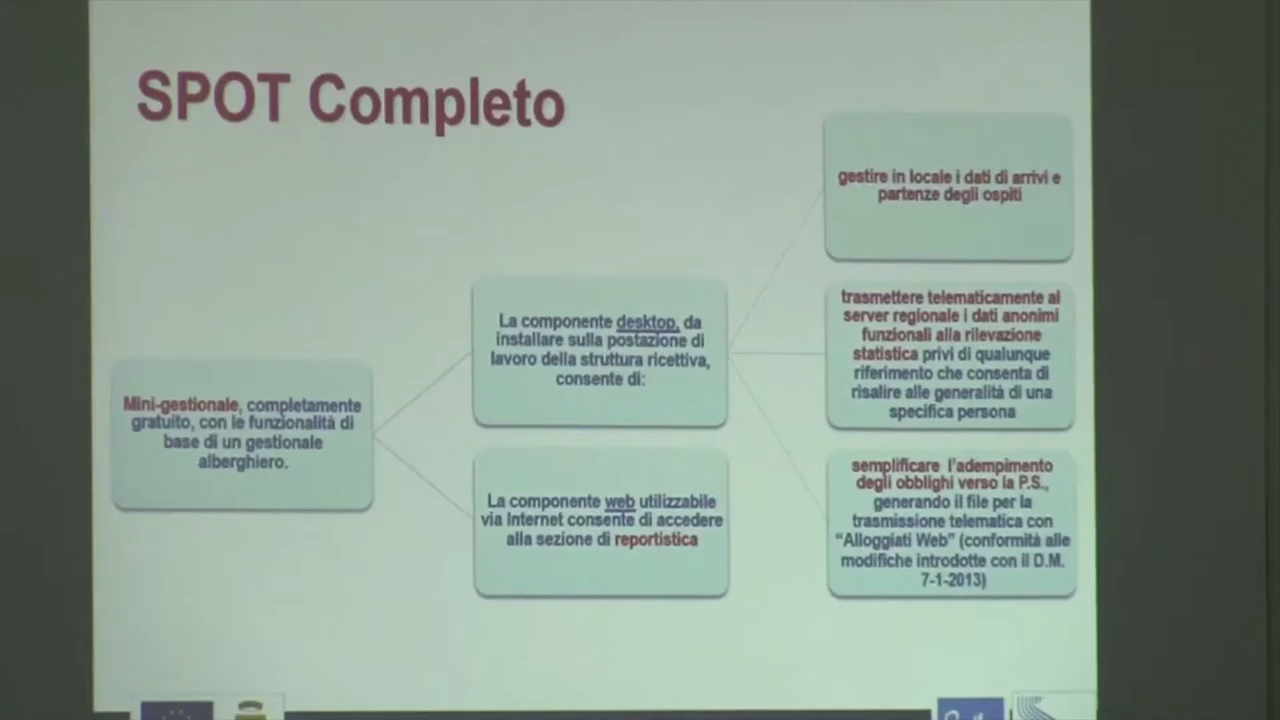 SPOT Completo
Mini-gestionale, completamente
gratuito, con le funzionalità di
base di un gestionale
alberghiero.
La componente desktop, da
installare sulla postazione di
lavoro della struttura ricettiva,
consente di:
La componente web utilizzabile
via Internet consente di accedere
alla sezione di reportistica
gestire in locale i dati di arrivi e
partenze degli ospiti
trasmettere telematicamente al
server regionale i dati anonimi
funzionali alla rilevazione
statistica privi di qualunque
riferimento che consenta di
risalire alle generalità di una
specifica persona
semplificare l'adempimento
degli obblighi verso la P.S.,
generando il file per la
trasmissione telematica con
“Alloggiati Web” (conformità alle
modifiche introdotte con il D.M.
7-1-2013)